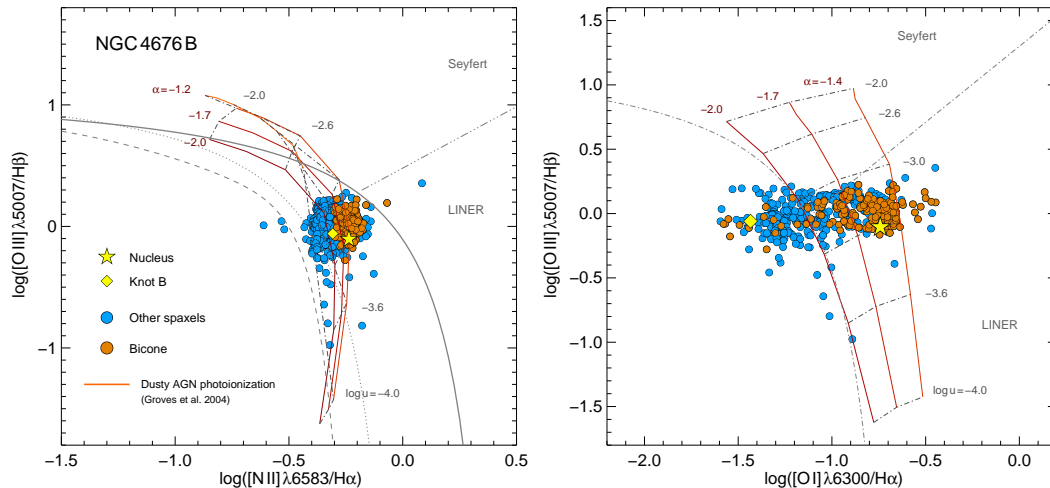 NGC 4676 B
Seyfert
α=−1.2
−2.0
−1.7
−2.6
−2.0
LINER
Nucleus
Knot B
−3.6
Other spaxels
Bicone
Dusty AGN photoionization
(Groves et al. 2004)
log u=−4.0
1
0
−1
log([OIII]λ5007/Hβ)
−1.5 −1.0 −0.5 0.0 0.5
log([NII]λ6583/Hα)
Seyfert
α=−1.4
−2.0
−1.7
−2.0
−2.6
−3.0
−3.6
LINER
log u=−4.0
1.5
1.0
0.5
0.0
−0.5
−1.0
−1.5
log([OIII]λ5007/Hβ)
−2.0 −1.5 −1.0 −0.5 0.0
log([OI]λ6300/Hα)